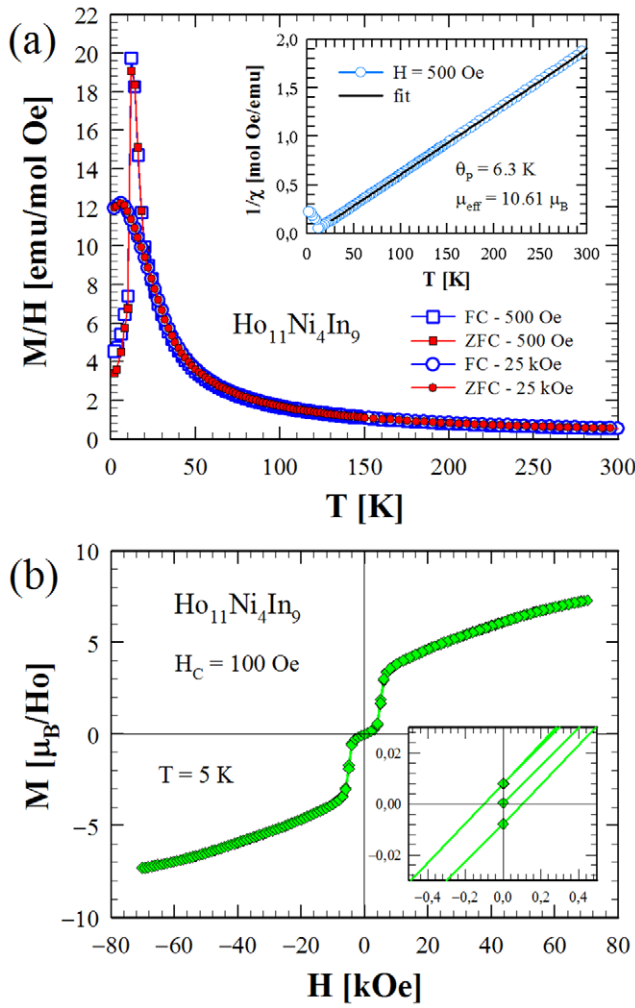 (a)
M/H [emu/mol Oe]
22
20
18
16
14
12
10
8
6
4
2
0
0
50
100
150
200
250
300
T [K]
1/χ [mol Oe/emu]
2,0
1,5
1,0
0,5
0,0
0 50 100 150 200 250 300
T [K]
H = 500 Oe
fit
θp = 6.3 K
μeff = 10.61 μB
Ho11Ni4In9
FC - 500 Oe
ZFC - 500 Oe
FC - 25 kOe
ZFC - 25 kOe
(b)
M [μB/Ho]
10
5
0
−5
−10
−80 −60 −40 −20 0 20 40 60 80
H [kOe]
Ho11Ni4In9
HC = 100 Oe
T = 5 K
0,02
0,00
−0,02
−0,4 −0,2 0,0 0,2 0,4